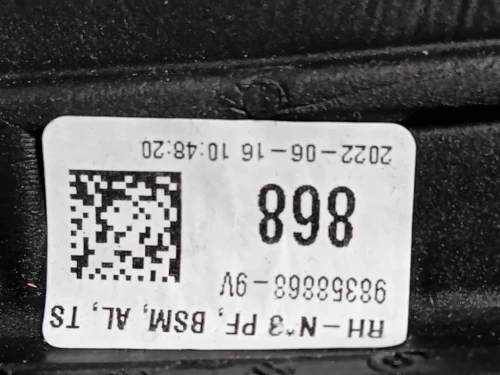 RH-N°3 PF, BSM, AL, TS
98358868-9V
868
2022-06-16 10:48:20